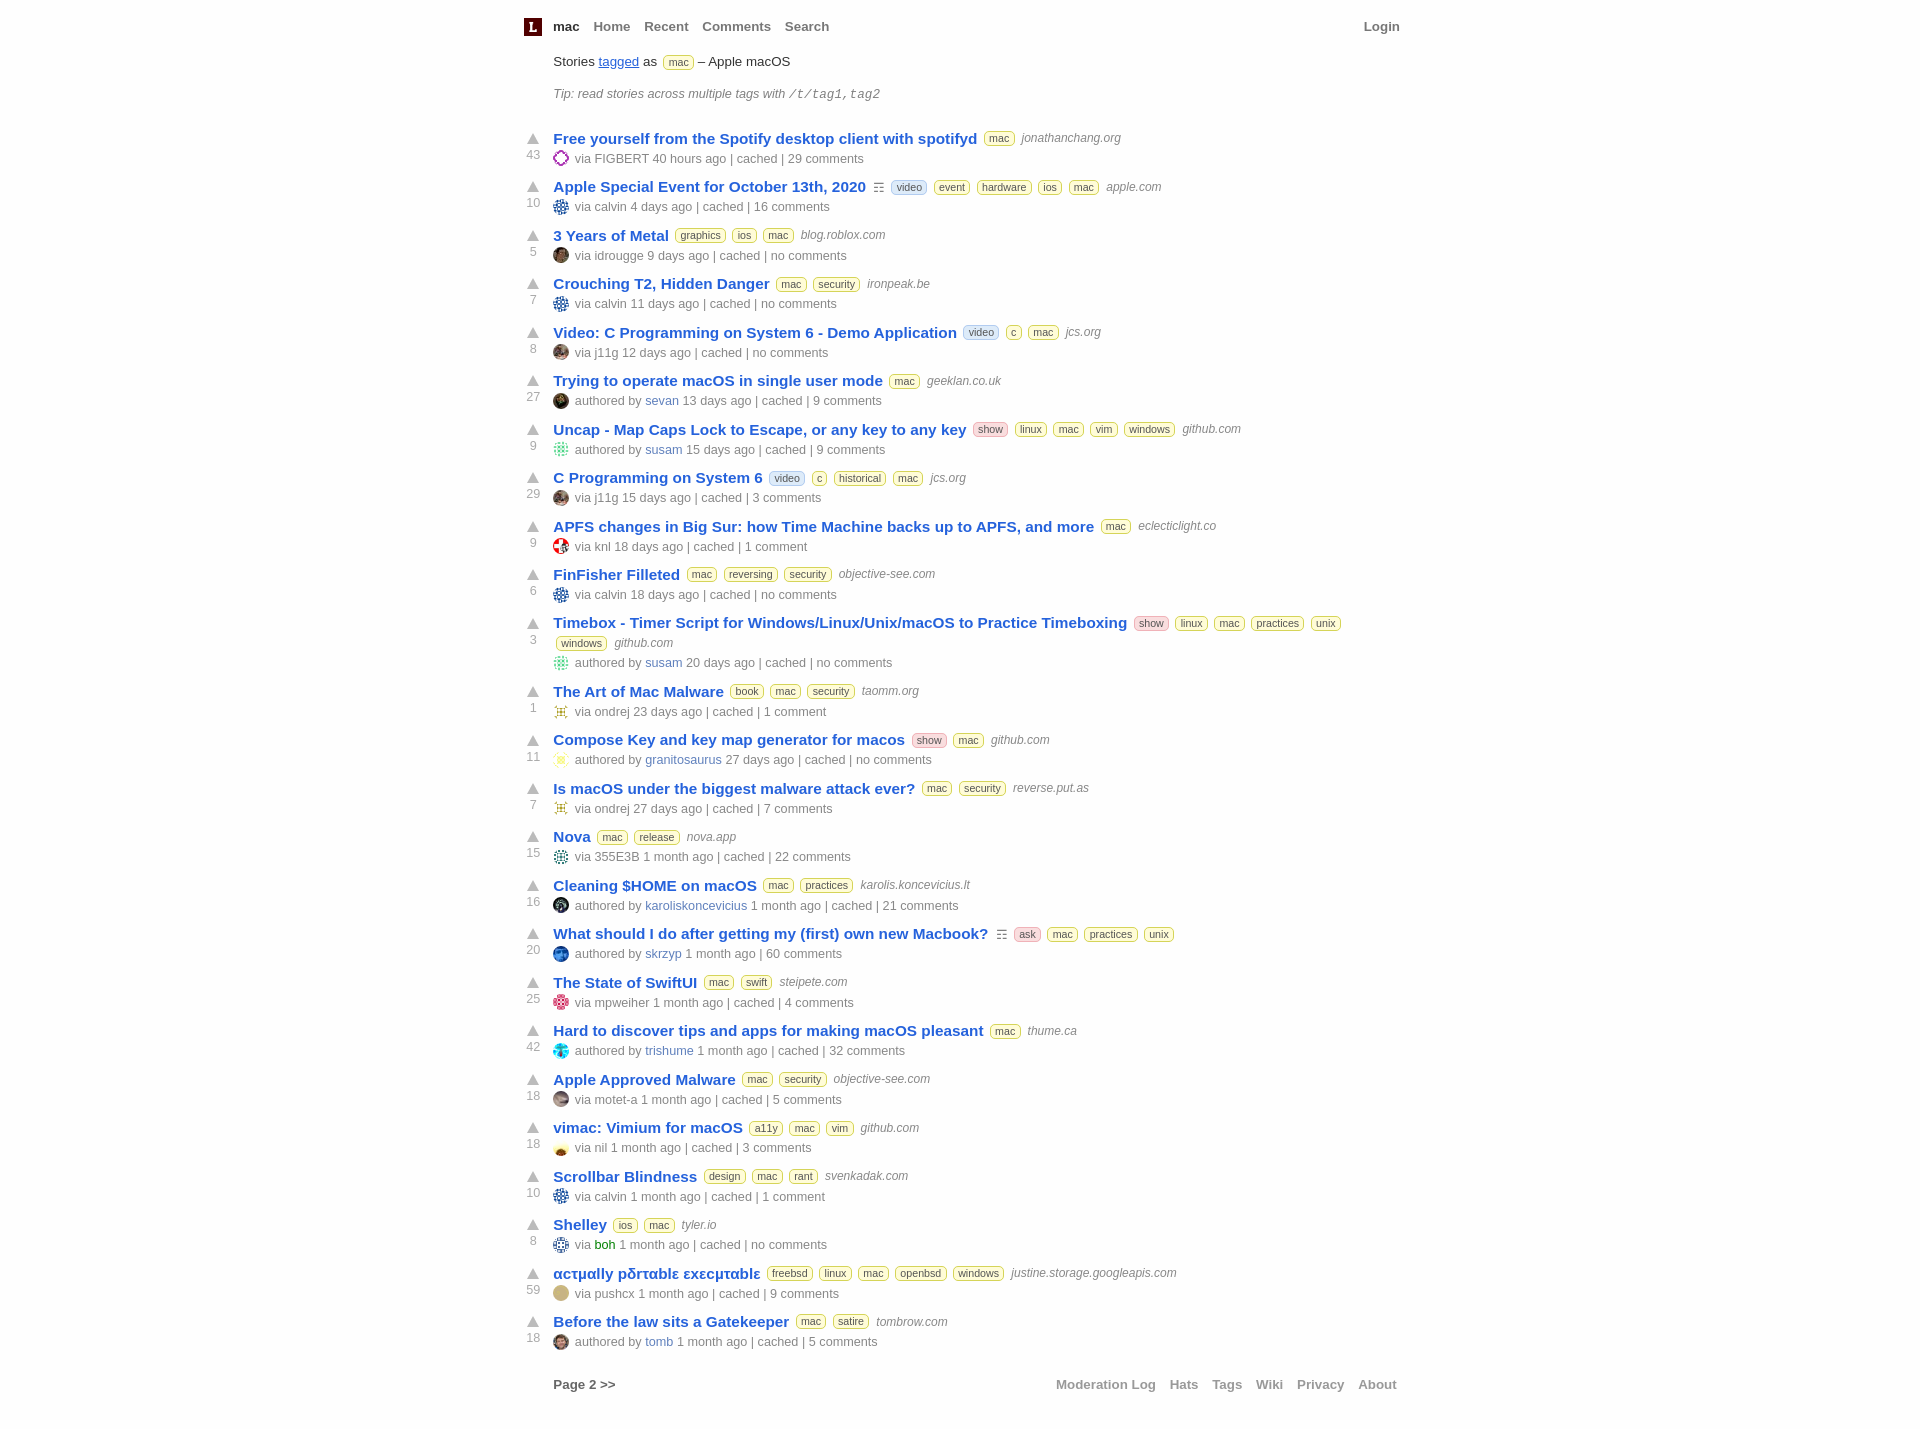 L mac Home Recent Comments Search Login
Stories tagged as mac – Apple macOS
Tip: read stories across multiple tags with /t/tag1,tag2
Free yourself from the Spotify desktop client with spotifyd mac jonathanchang.org
43 via FIGBERT 40 hours ago | cached | 29 comments
Apple Special Event for October 13th, 2020 ☶ video event hardware ios mac apple.com
10 via calvin 4 days ago | cached | 16 comments
3 Years of Metal graphics ios mac blog.roblox.com
5 via idrougge 9 days ago | cached | no comments
Crouching T2, Hidden Danger mac security ironpeak.be
7 via calvin 11 days ago | cached | no comments
Video: C Programming on System 6 - Demo Application video c mac jcs.org
8 via j11g 12 days ago | cached | no comments
Trying to operate macOS in single user mode mac geeklan.co.uk
27 authored by sevan 13 days ago | cached | 9 comments
Uncap - Map Caps Lock to Escape, or any key to any key show linux mac vim windows github.com
9 authored by susam 15 days ago | cached | 9 comments
C Programming on System 6 video c historical mac jcs.org
29 via j11g 15 days ago | cached | 3 comments
APFS changes in Big Sur: how Time Machine backs up to APFS, and more mac eclecticlight.co
9 via knl 18 days ago | cached | 1 comment
FinFisher Filleted mac reversing security objective-see.com
6 via calvin 18 days ago | cached | no comments
Timebox - Timer Script for Windows/Linux/Unix/macOS to Practice Timeboxing show linux mac practices unix
3 windows github.com
authored by susam 20 days ago | cached | no comments
The Art of Mac Malware book mac security taomm.org
1 via ondrej 23 days ago | cached | 1 comment
Compose Key and key map generator for macos show mac github.com
11 authored by granitosaurus 27 days ago | cached | no comments
Is macOS under the biggest malware attack ever? mac security reverse.put.as
7 via ondrej 27 days ago | cached | 7 comments
Nova mac release nova.app
15 via 355E3B 1 month ago | cached | 22 comments
Cleaning $HOME on macOS mac practices karolis.koncevicius.lt
16 authored by karoliskoncevicius 1 month ago | cached | 21 comments
What should I do after getting my (first) own new Macbook? ☶ ask mac practices unix
20 authored by skrzyp 1 month ago | 60 comments
The State of SwiftUI mac swift steipete.com
25 via mpweiher 1 month ago | cached | 4 comments
Hard to discover tips and apps for making macOS pleasant mac thume.ca
42 authored by trishume 1 month ago | cached | 32 comments
Apple Approved Malware mac security objective-see.com
18 via motet-a 1 month ago | cached | 5 comments
vimac: Vimium for macOS a11y mac vim github.com
18 via nil 1 month ago | cached | 3 comments
Scrollbar Blindness design mac rant svenkadak.com
10 via calvin 1 month ago | cached | 1 comment
Shelley ios mac tyler.io
8 via boh 1 month ago | cached | no comments
αcτμαlly pδrταblε εxεcμταblε freebsd linux mac openbsd windows justine.storage.googleapis.com
59 via pushcx 1 month ago | cached | 9 comments
Before the law sits a Gatekeeper mac satire tombrow.com
18 authored by tomb 1 month ago | cached | 5 comments
Page 2 >> Moderation Log Hats Tags Wiki Privacy About